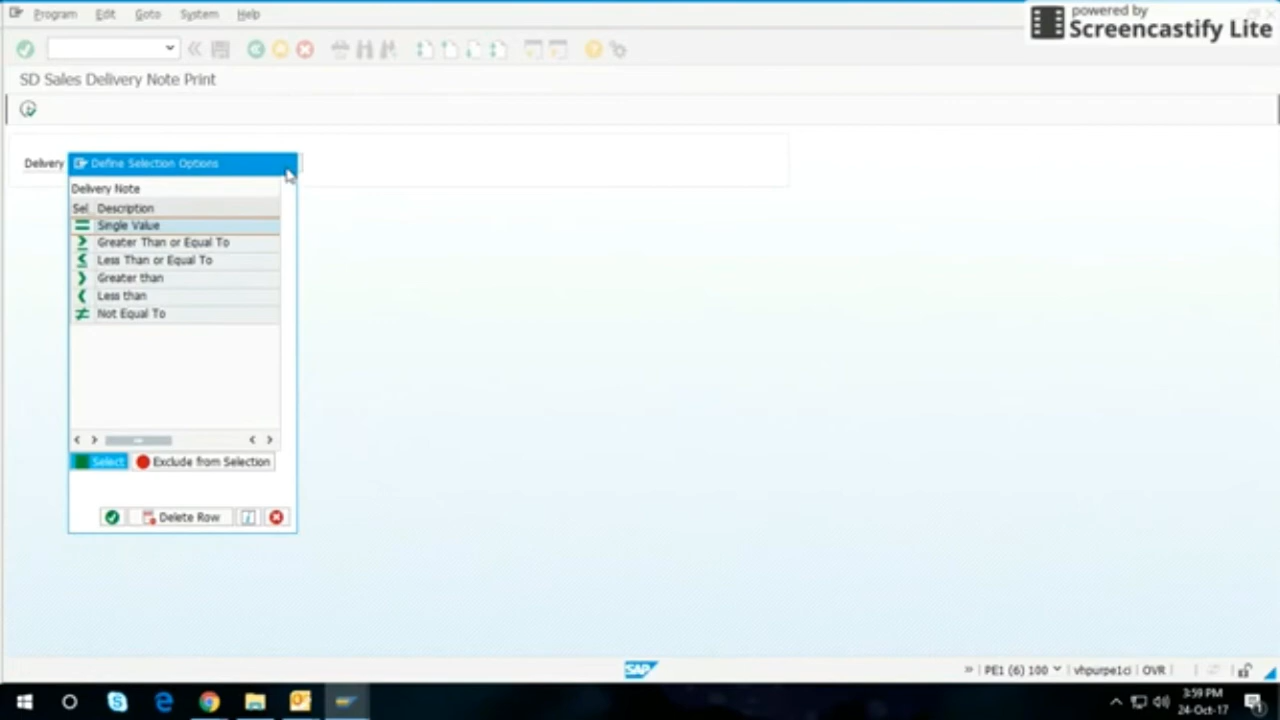 Program Edit Goto System Help
powered by
Screencastify Lite
SD Sales Delivery Note Print
Delivery
Define Selection Options
Delivery Note
Sel Description
Single Value
Greater Than or Equal To
Less Than or Equal To
Greater than
Less than
Not Equal To
Select Exclude from Selection
Delete Row
SAP
PE1 (6) 100 vhpurpe1ci OVR
3:59 PM
24-Oct-17